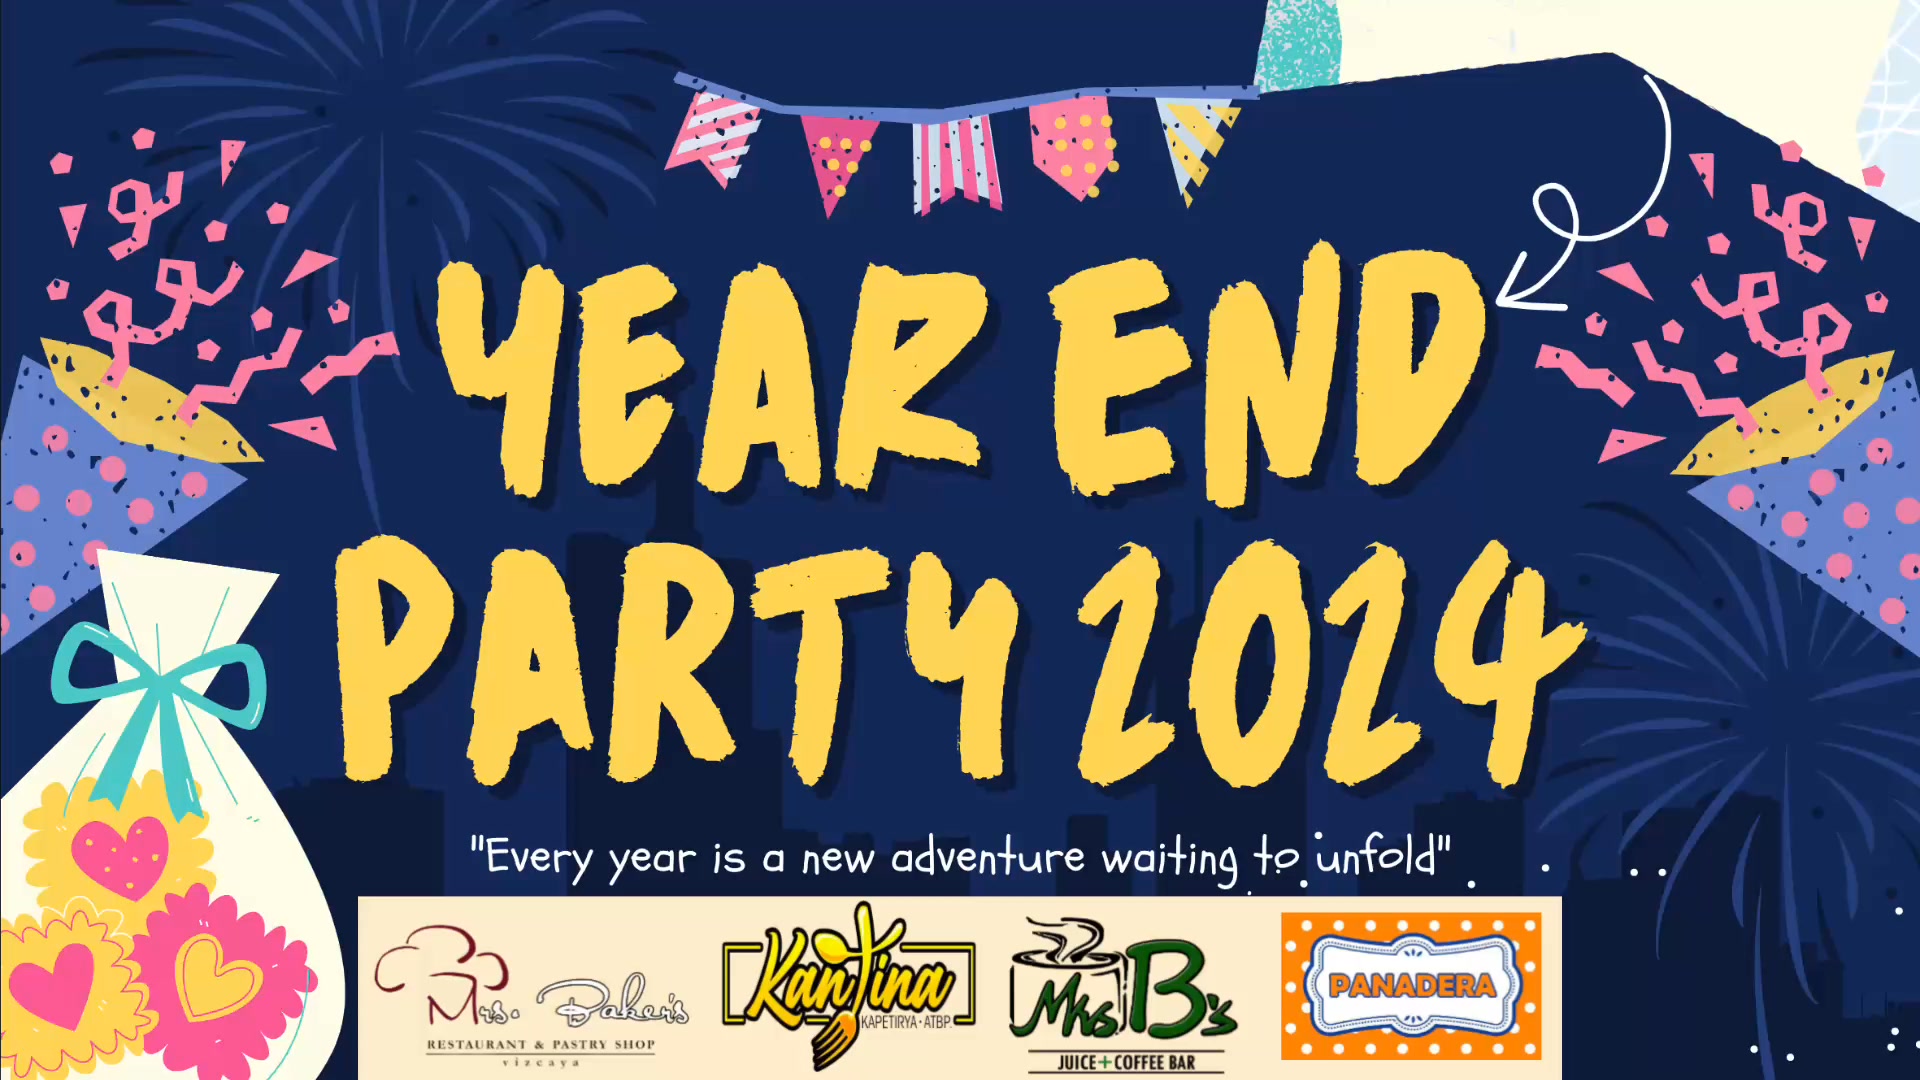 YEAR END
PARTY 2024
"Every year is a new adventure waiting to unfold"
Mrs. Baker's
RESTAURANT & PASTRY SHOP
vizcaya
Kantina
KAPETIRYA • ATBP.
Mrs. B's
JUICE + COFFEE BAR
PANADERA